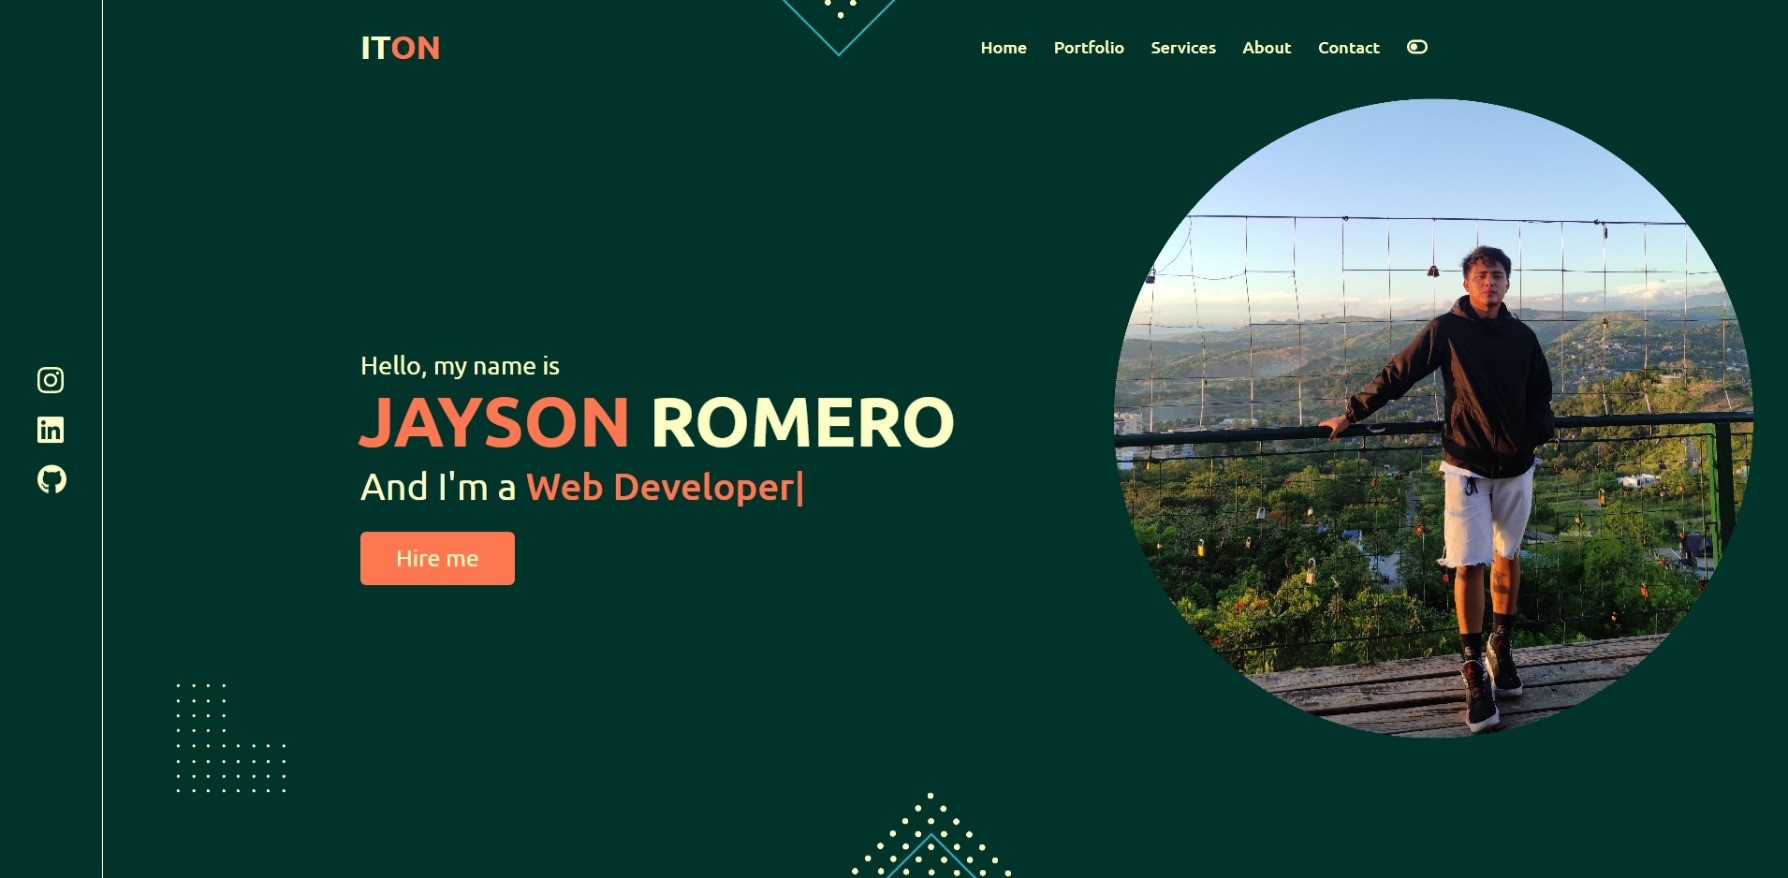 ITON
Home Portfolio Services About Contact
Hello, my name is
JAYSON ROMERO
And I'm a Web Developer|
Hire me